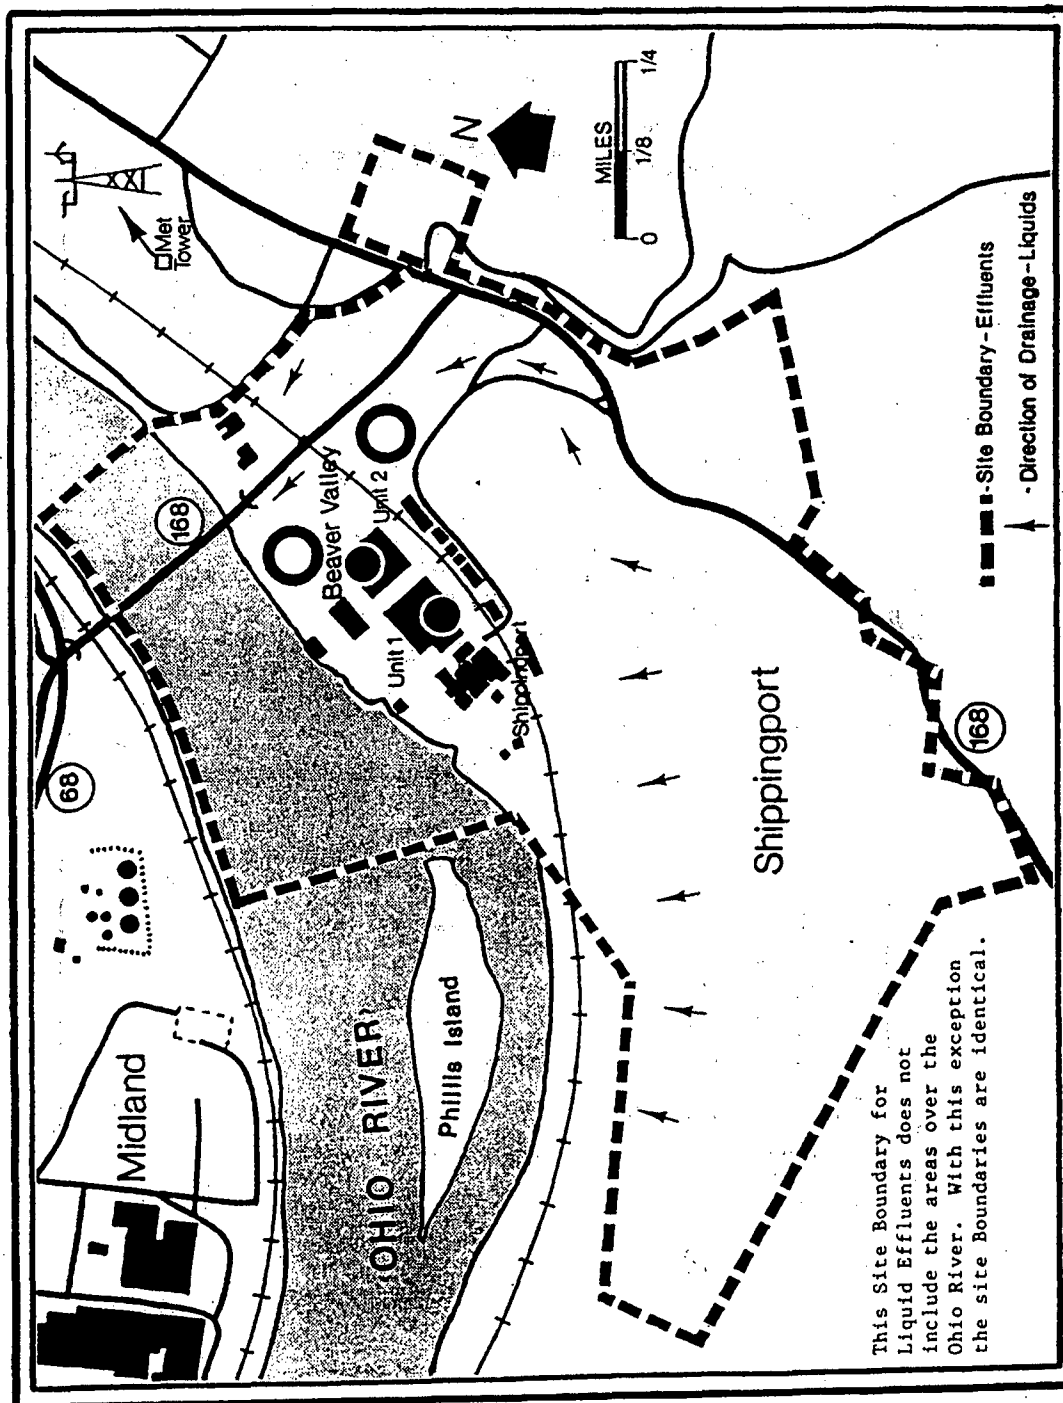 Midland
68
OHIO RIVER
Phillis Island
168
Met
Tower
N
MILES
0
1/8
1/4
Beaver Valley
Unit 2
Unit 1
Shippingport
Shippingport
168
-Site Boundary-Effluents
- Direction of Drainage-Liquids
This Site Boundary for
Liquid Effluents does not
include the areas over the
Ohio River. With this exception
the site Boundaries are identical.